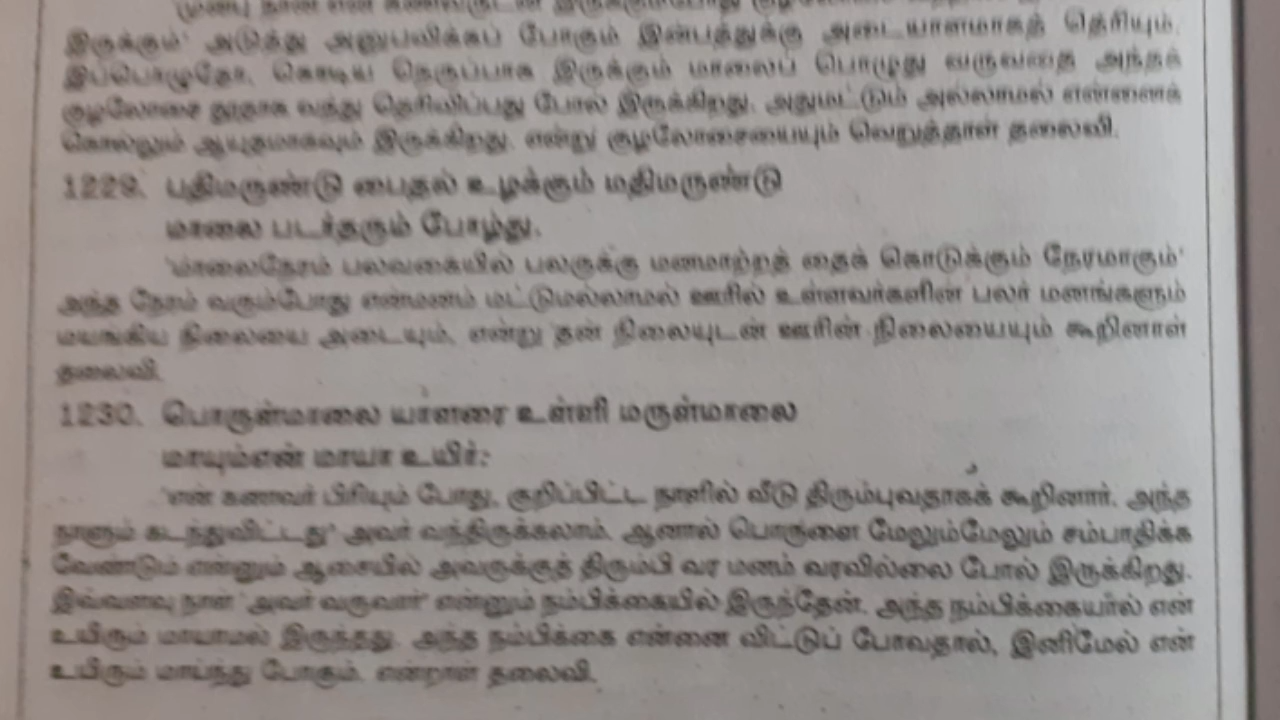 இருக்கும்' அடுத்து அனுபவிக்கப் போகும் இன்பத்துக்கு அடையாளமாகத் தெரியும்.
இப்பொழுதோ, கொடிய நெருப்பாக இருக்கும் மாலைப் பொழுது வருவதை அந்தக்
குழலோசை தூதாக வந்து தெரிவிப்பது போல் இருக்கிறது. அதுமட்டும் அல்லாமல் என்னைக்
கொல்லும் ஆயுதமாகவும் இருக்கிறது. என்று குழலோசையையும் வெறுத்தாள் தலைவி.
1229. பதிமருண்டு பைதல் உழக்கும் மதிமருண்டு
மாலை படர்தரும் போழ்து.
'மாலைநேரம் பலவகையில் பலருக்கு மனமாற்றத் தைக் கொடுக்கும் நேரமாகும்'
அந்த நேரம் வரும்போது என்மனம் மட்டுமல்லாமல் ஊரில் உள்ளவர்களின் பலர் மனங்களும்
மயங்கிய நிலையை அடையும். என்று தன் நிலையுடன் ஊரின் நிலையையும் கூறினாள்
தலைவி.
1230. பொருள்மாலை யாளரை உள்ளி மருள்மாலை
மாயும்என் மாயா உயிர்:
'என் கணவர் பிரியும் போது, குறிப்பிட்ட நாளில் வீடு திரும்புவதாகக் கூறினார். அந்த
நாளும் கடந்துவிட்டது' அவர் வந்திருக்கலாம். ஆனால் பொருளை மேலும்மேலும் சம்பாதிக்க
வேண்டும் என்னும் ஆசையில் அவருக்குத் திரும்பி வர மனம் வரவில்லை போல் இருக்கிறது.
இவ்வளவு நாள் 'அவர் வருவார்' என்னும் நம்பிக்கையில் இருந்தேன். அந்த நம்பிக்கையால் என்
உயிரும் மாயாமல் இருந்தது. அந்த நம்பிக்கை என்னை விட்டுப் போவதால், இனிமேல் என்
உயிரும் மாய்ந்து போகும். என்றாள் தலைவி.